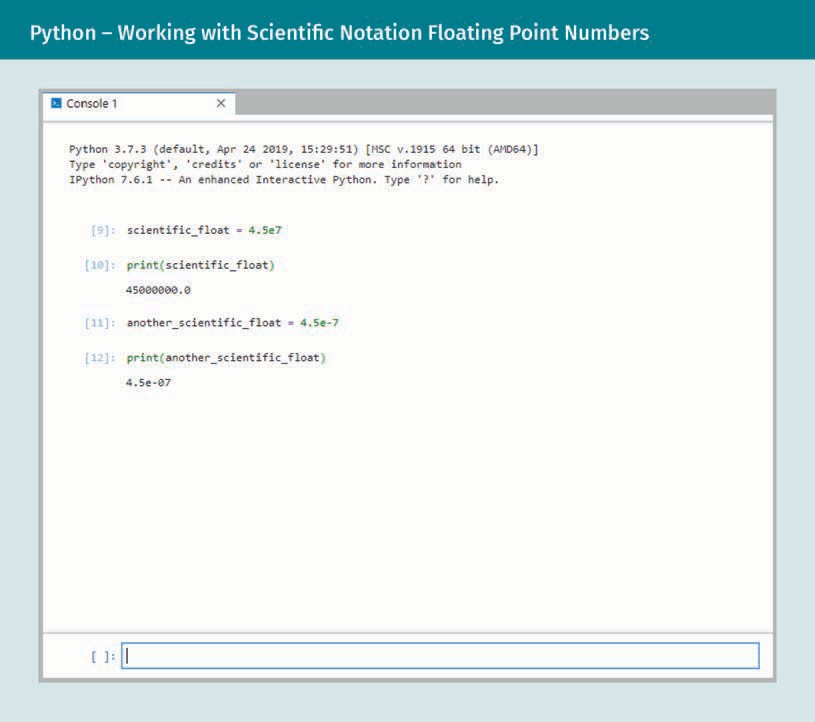 Python – Working with Scientific Notation Floating Point Numbers
Console 1
Python 3.7.3 (default, Apr 24 2019, 15:29:51) [MSC v.1915 64 bit (AMD64)]
Type 'copyright', 'credits' or 'license' for more information
IPython 7.6.1 -- An enhanced Interactive Python. Type '?' for help.
[9]: scientific_float = 4.5e7
[10]: print(scientific_float)
45000000.0
[11]: another_scientific_float = 4.5e-7
[12]: print(another_scientific_float)
4.5e-07
[ ]: